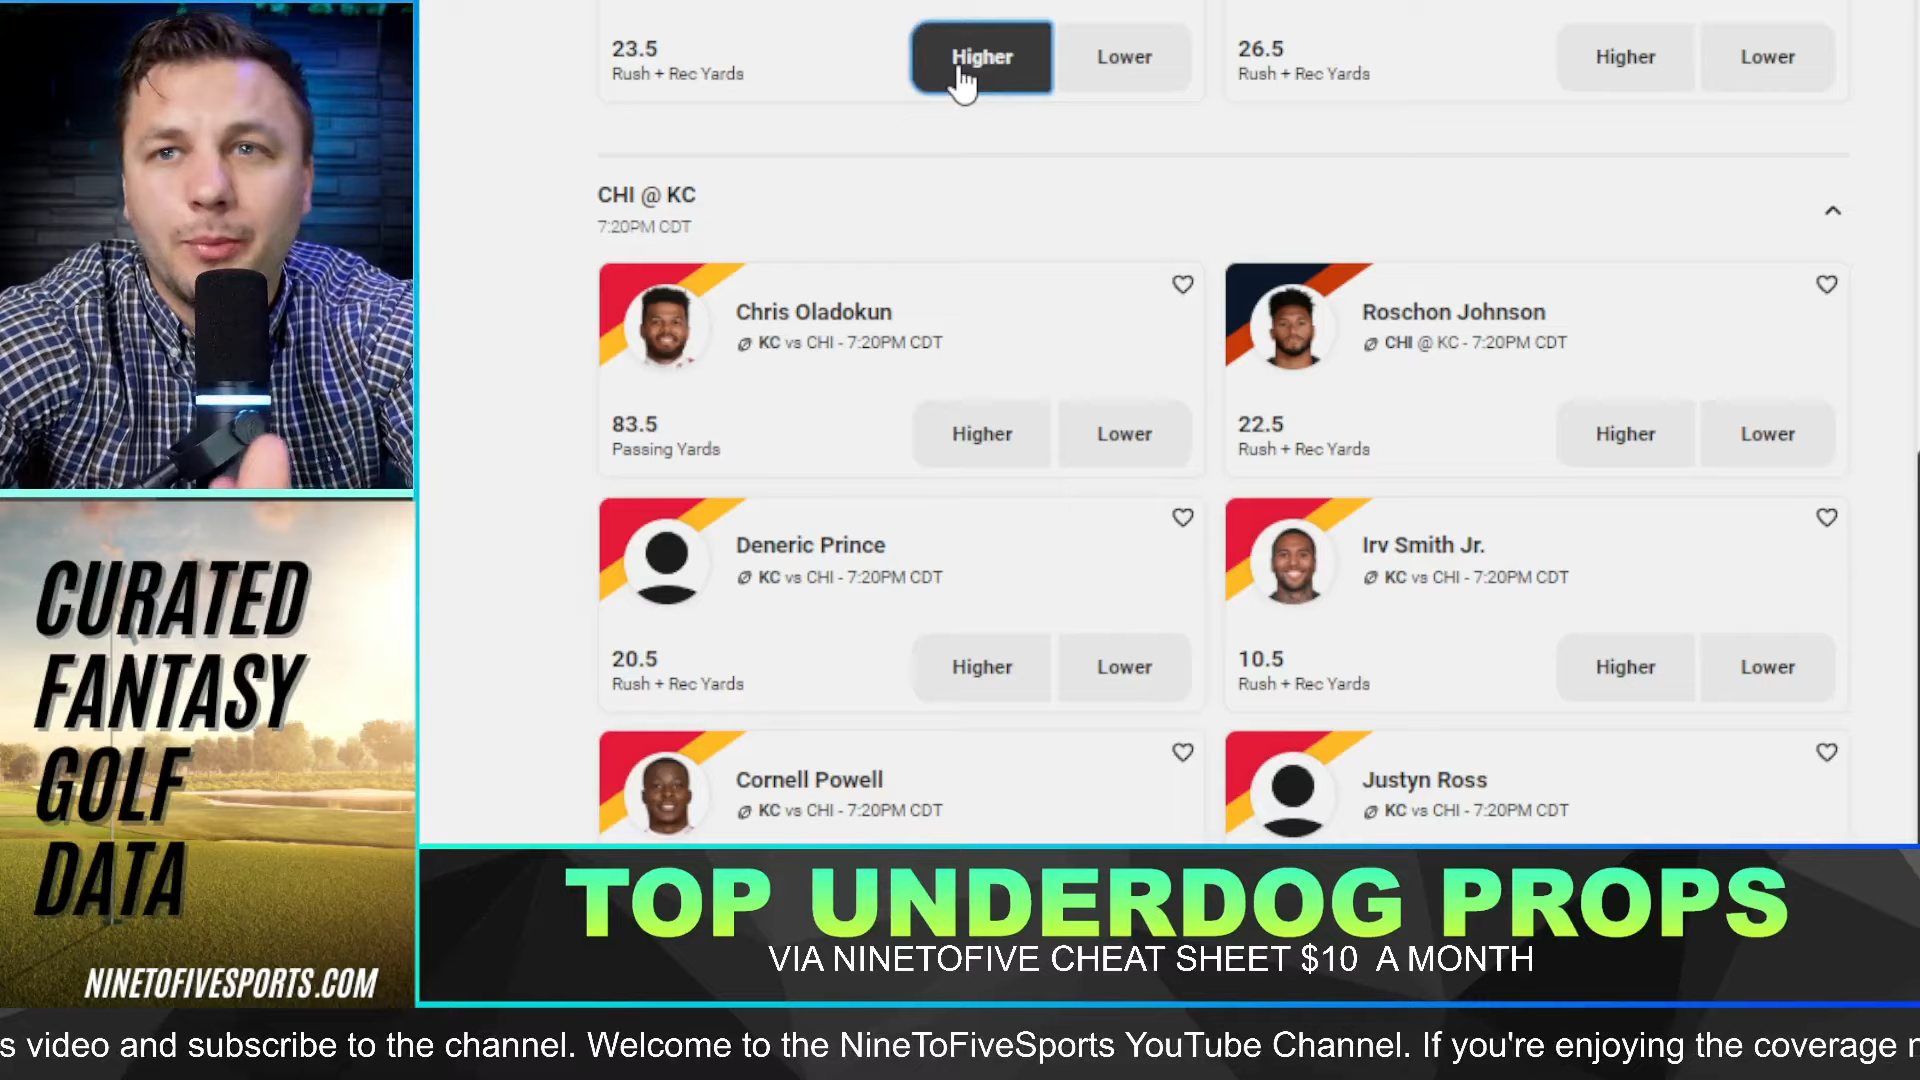 23.5
Rush + Rec Yards
Higher
Lower
26.5
Rush + Rec Yards
Higher
Lower
CHI @ KC
7:20PM CDT
Chris Oladokun
KC vs CHI - 7:20PM CDT
83.5
Passing Yards
Higher
Lower
Roschon Johnson
CHI @ KC - 7:20PM CDT
22.5
Rush + Rec Yards
Higher
Lower
Deneric Prince
KC vs CHI - 7:20PM CDT
20.5
Rush + Rec Yards
Higher
Lower
Irv Smith Jr.
KC vs CHI - 7:20PM CDT
10.5
Rush + Rec Yards
Higher
Lower
Cornell Powell
KC vs CHI - 7:20PM CDT
Justyn Ross
KC vs CHI - 7:20PM CDT
CURATED
FANTASY
GOLF
DATA
NINETOFIVESPORTS.COM
TOP UNDERDOG PROPS
VIA NINETOFIVE CHEAT SHEET $10 A MONTH
s video and subscribe to the channel. Welcome to the NineToFiveSports YouTube Channel. If you're enjoying the coverage